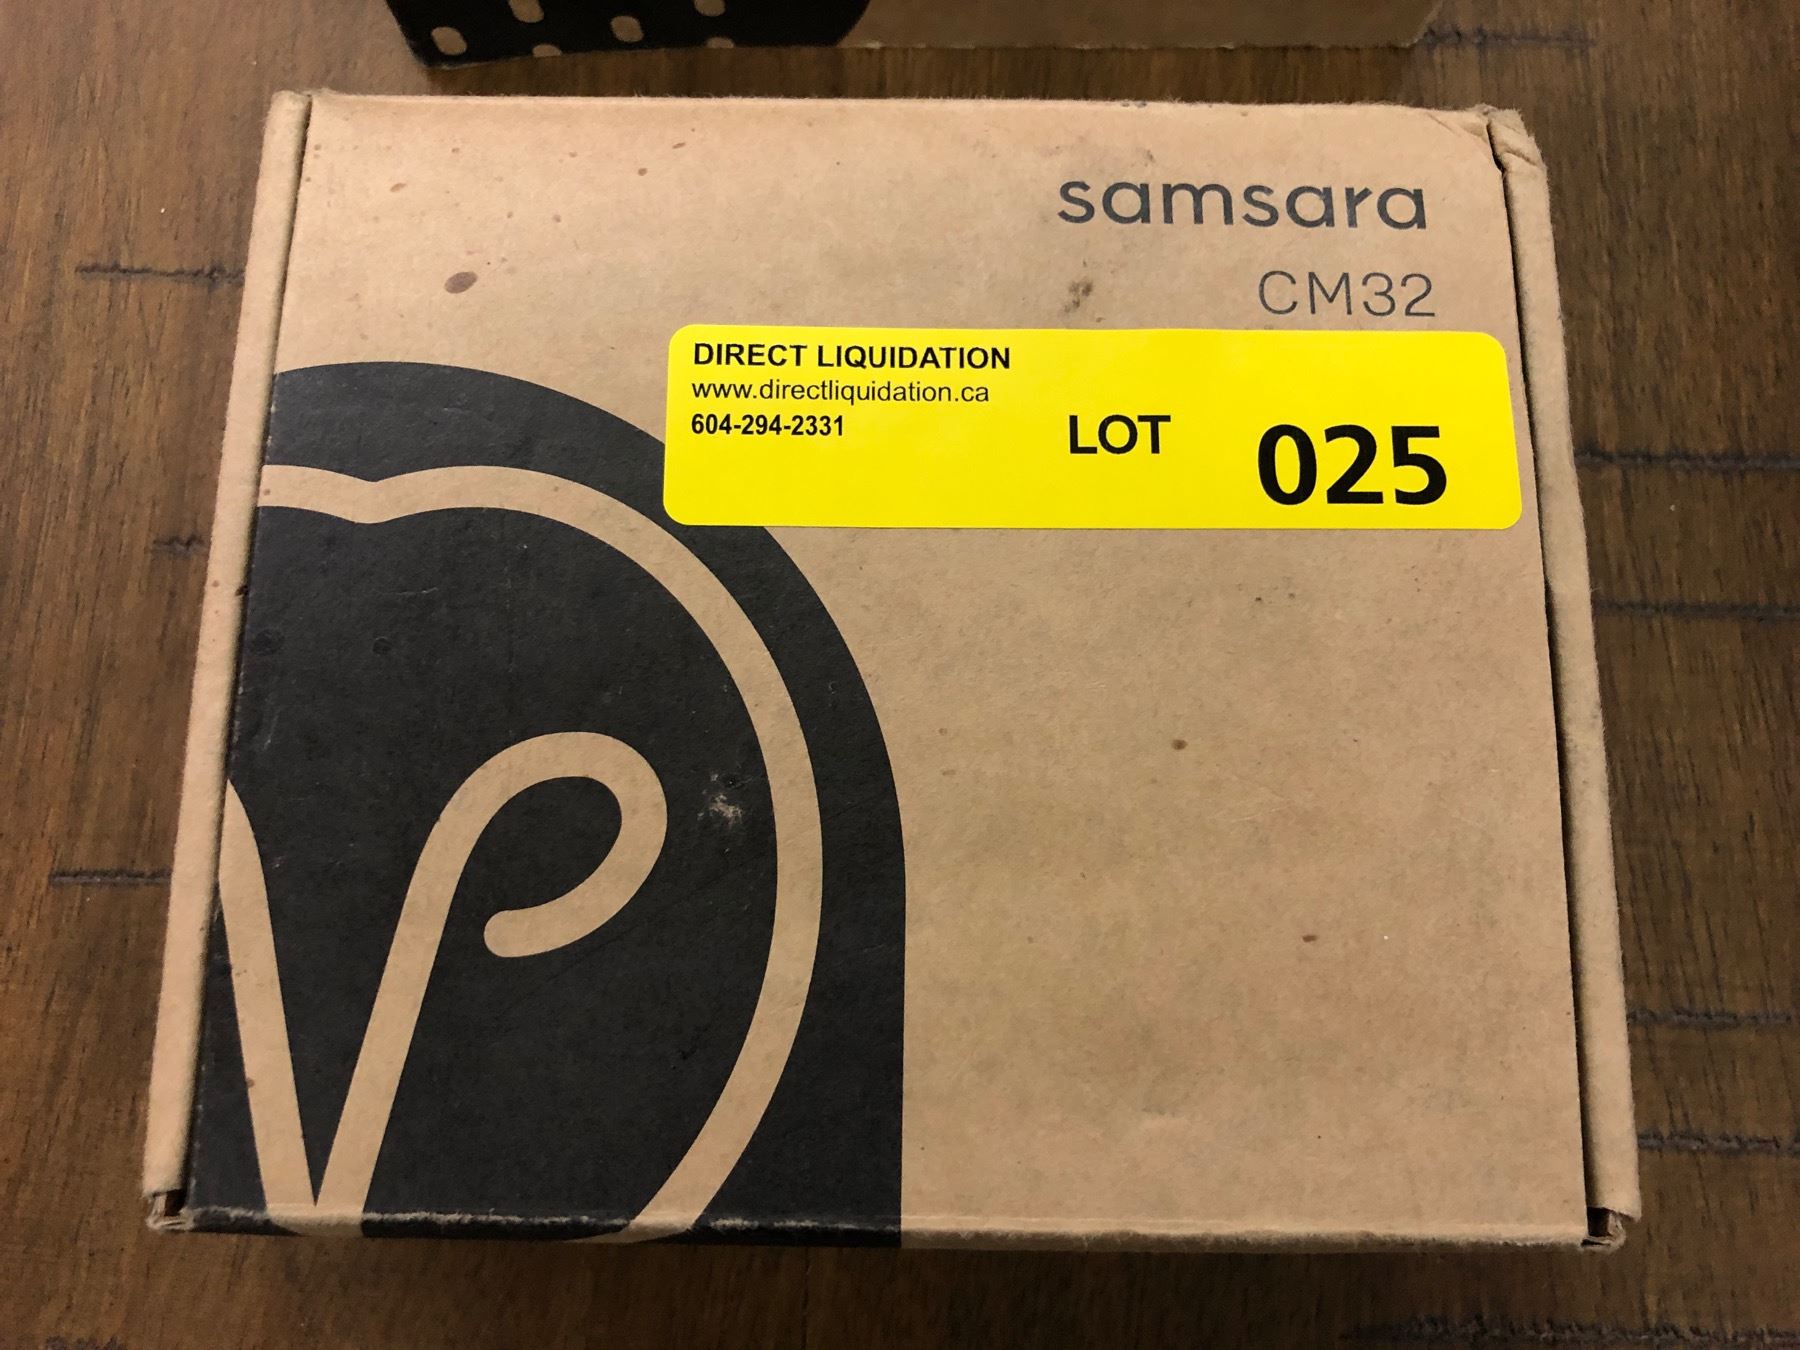 samsara
CM32
DIRECT LIQUIDATION
www.directliquidation.ca
604-294-2331
LOT 025